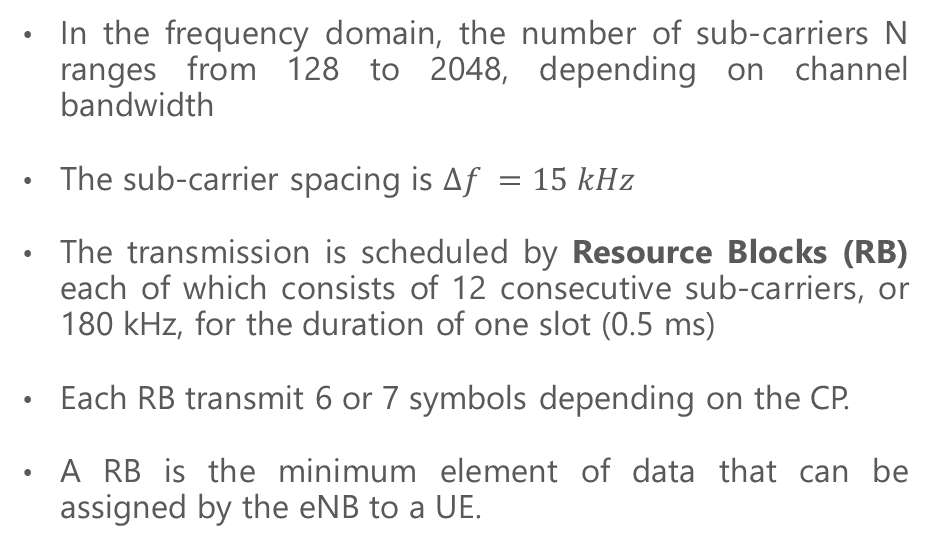 • In the frequency domain, the number of sub-carriers N
ranges from 128 to 2048, depending on channel
bandwidth
• The sub-carrier spacing is Δf = 15 kHz
• The transmission is scheduled by Resource Blocks (RB)
each of which consists of 12 consecutive sub-carriers, or
180 kHz, for the duration of one slot (0.5 ms)
• Each RB transmit 6 or 7 symbols depending on the CP.
• A RB is the minimum element of data that can be
assigned by the eNB to a UE.